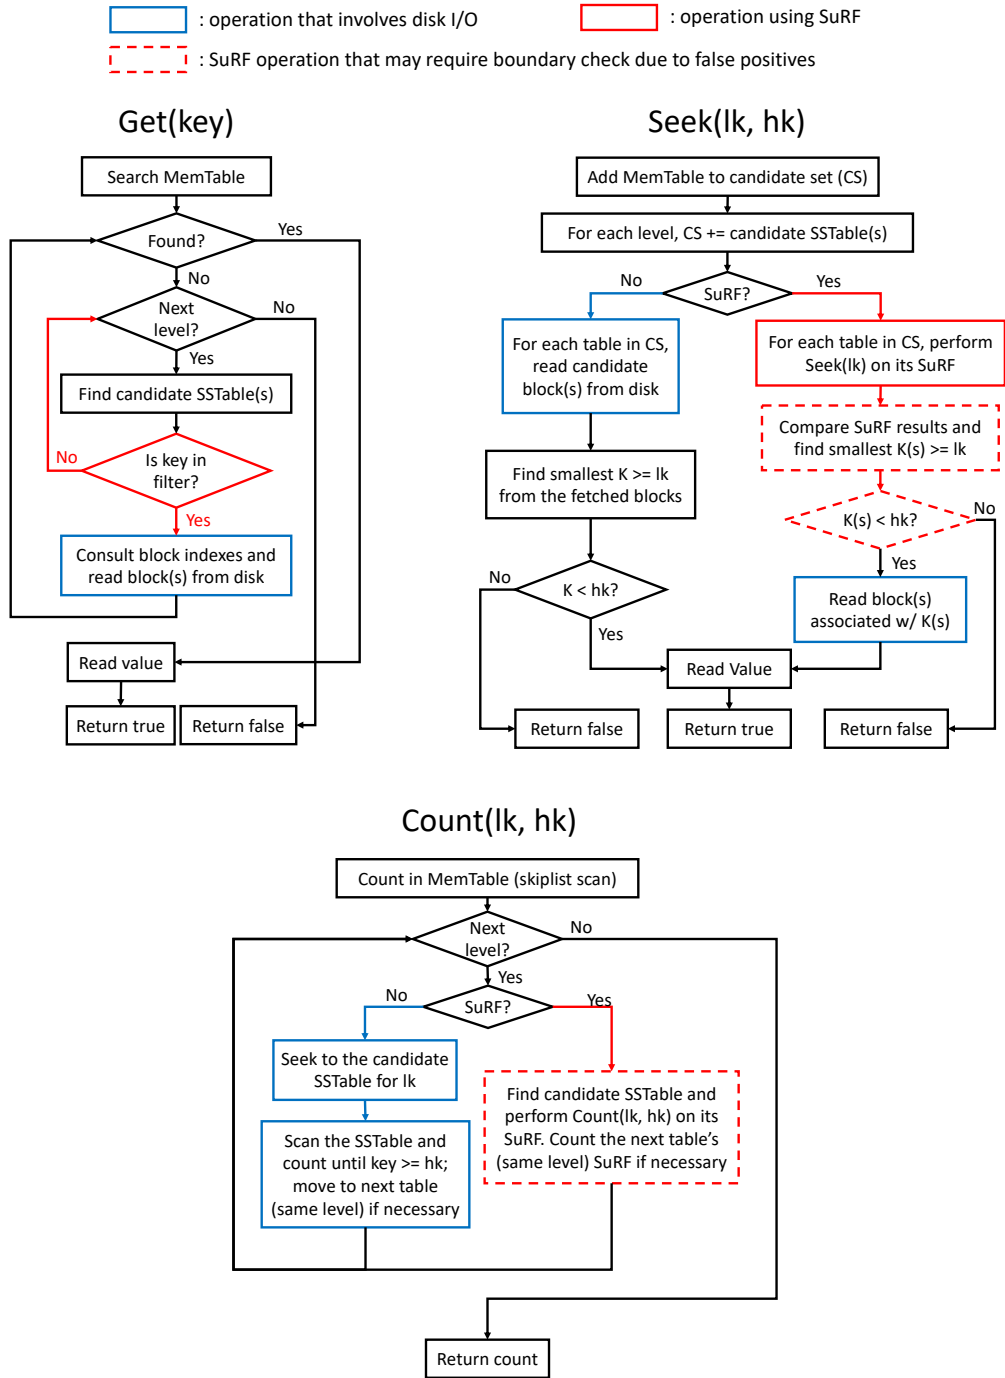 : operation that involves disk I/O
: operation using SuRF
: SuRF operation that may require boundary check due to false positives
Get(key)
Search MemTable
Found?
Yes
No
Next
level?
No
Yes
Find candidate SSTable(s)
No
Is key in
filter?
Yes
Consult block indexes and
read block(s) from disk
Read value
Return true
Return false
Seek(lk, hk)
Add MemTable to candidate set (CS)
For each level, CS += candidate SSTable(s)
No
SuRF?
Yes
For each table in CS,
read candidate
block(s) from disk
Find smallest K >= lk
from the fetched blocks
No
K < hk?
Yes
For each table in CS, perform
Seek(lk) on its SuRF
Compare SuRF results and
find smallest K(s) >= lk
K(s) < hk?
No
Yes
Read block(s)
associated w/ K(s)
Read Value
Return false
Return true
Return false
Count(lk, hk)
Count in MemTable (skiplist scan)
Next
level?
No
Yes
No
SuRF?
Yes
Seek to the candidate
SSTable for lk
Scan the SSTable and
count until key >= hk;
move to next table
(same level) if necessary
Find candidate SSTable and
perform Count(lk, hk) on its
SuRF. Count the next table's
(same level) SuRF if necessary
Return count